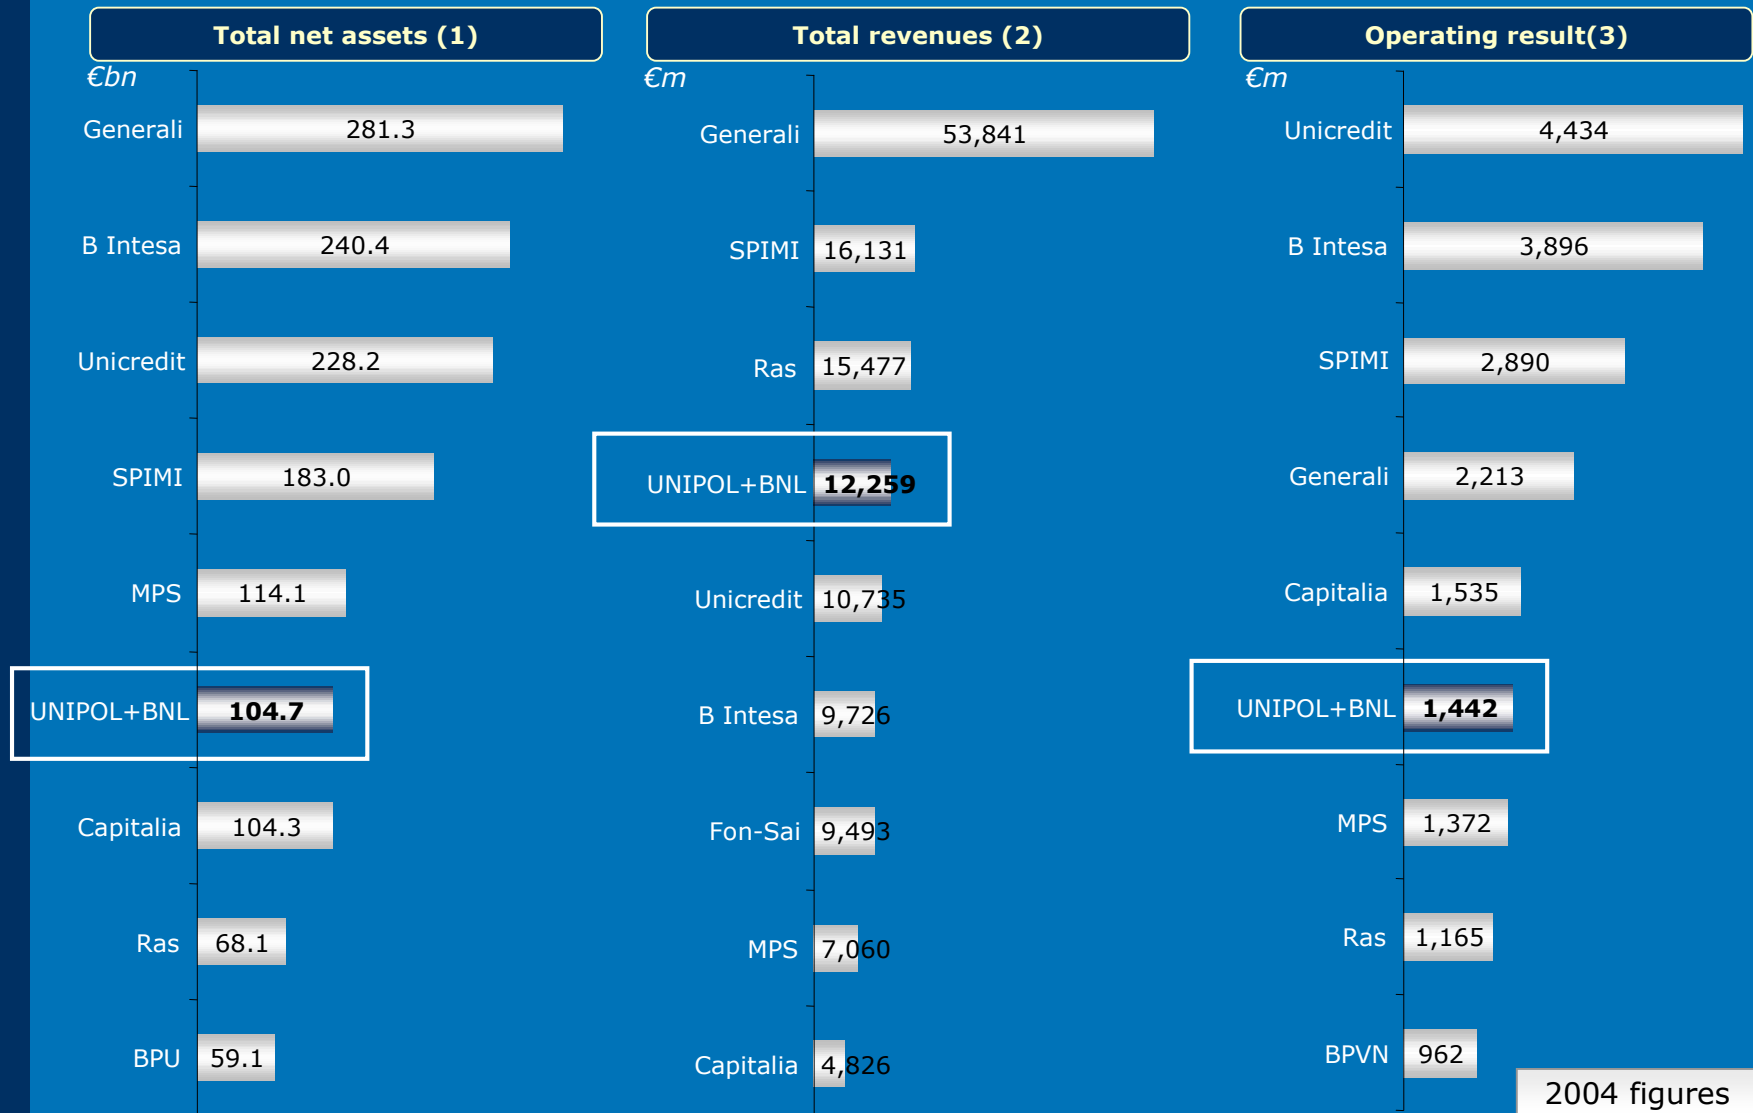 Total net assets (1)
€bn
Generali 281.3
B Intesa 240.4
Unicredit 228.2
SPIMI 183.0
MPS 114.1
UNIPOL+BNL 104.7
Capitalia 104.3
Ras 68.1
BPU 59.1
Total revenues (2)
€m
Generali 53,841
SPIMI 16,131
Ras 15,477
UNIPOL+BNL 12,259
Unicredit 10,735
B Intesa 9,726
Fon-Sai 9,493
MPS 7,060
Capitalia 4,826
Operating result(3)
€m
Unicredit 4,434
B Intesa 3,896
SPIMI 2,890
Generali 2,213
Capitalia 1,535
UNIPOL+BNL 1,442
MPS 1,372
Ras 1,165
BPVN 962
2004 figures